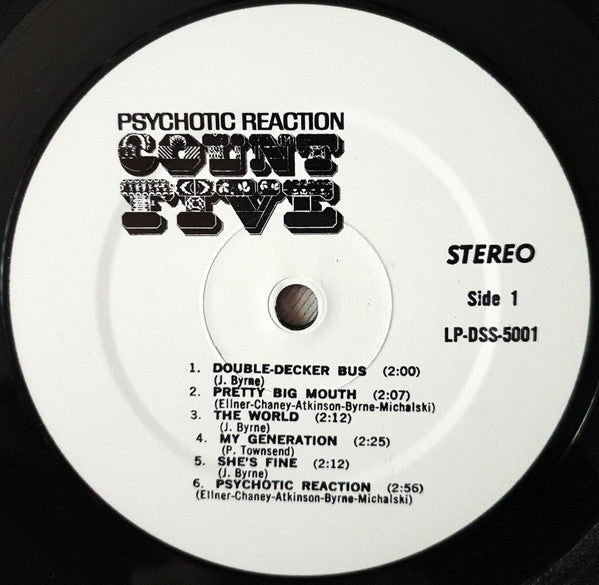 PSYCHOTIC REACTION
COUNT
FIVE
STEREO
Side 1
LP-DSS-5001
1. DOUBLE-DECKER BUS (2:00)
(J. Byrne)
2. PRETTY BIG MOUTH (2:07)
(Ellner-Chaney-Atkinson-Byrne-Michalski)
3. THE WORLD (2:12)
(J. Byrne)
4. MY GENERATION (2:25)
(P. Townsend)
5. SHE'S FINE (2:12)
(J. Byrne)
6. PSYCHOTIC REACTION (2:56)
(Ellner-Chaney-Atkinson-Byrne-Michalski)